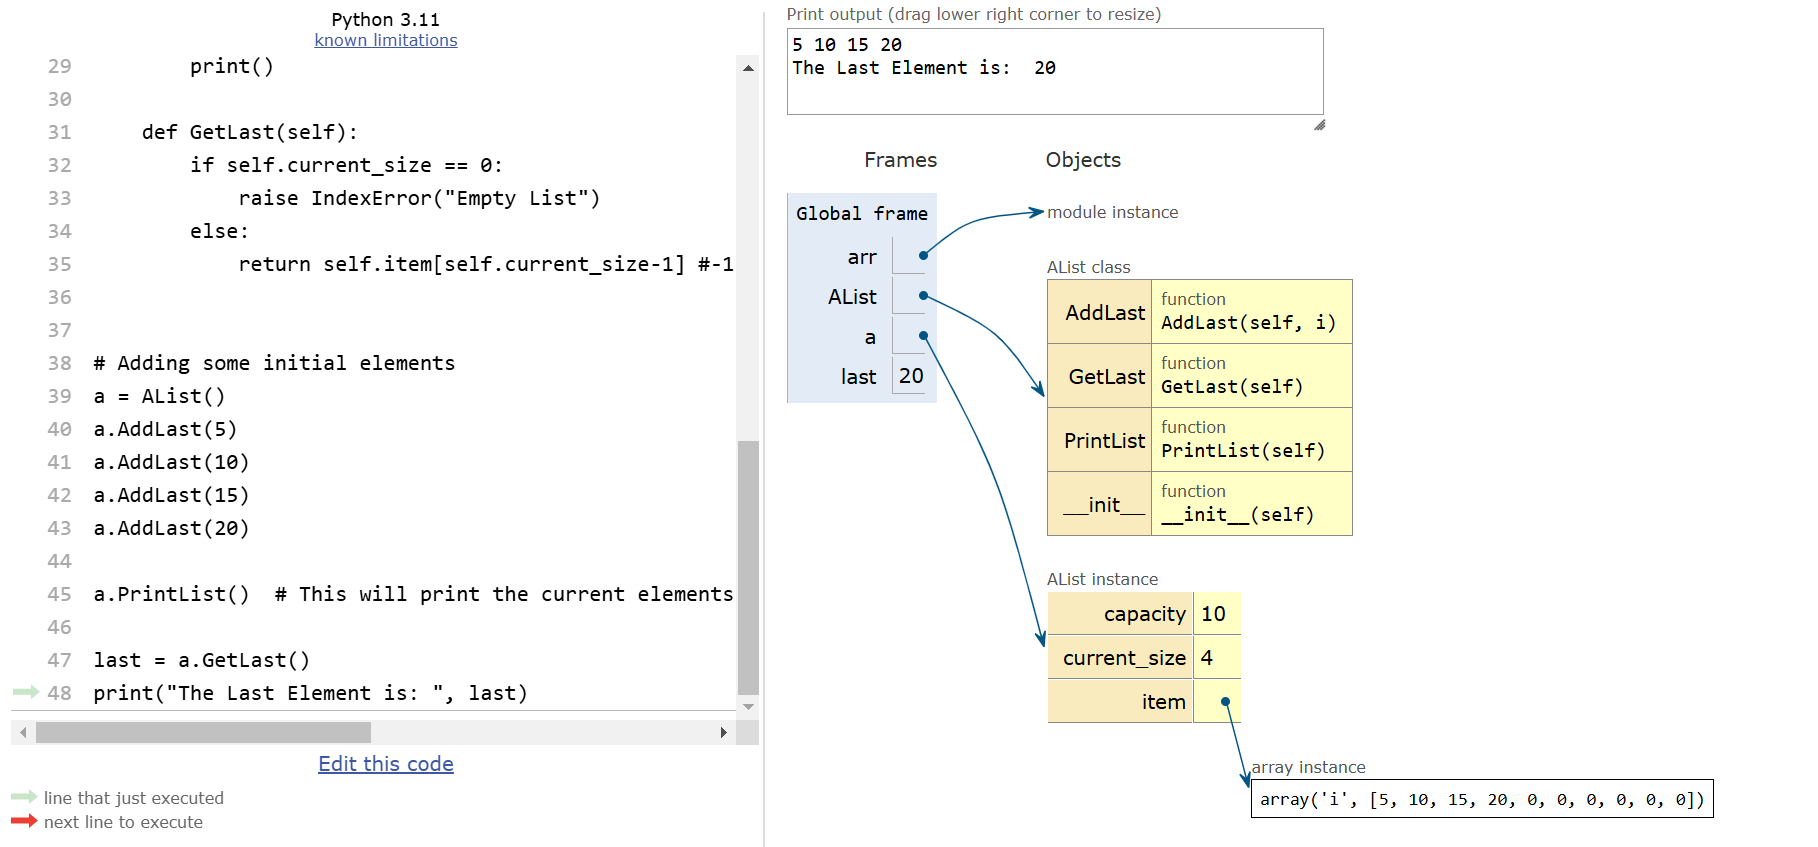 Python 3.11
known limitations
29 print()
30
31 def GetLast(self):
32 if self.current_size == 0:
33 raise IndexError("Empty List")
34 else:
35 return self.item[self.current_size-1] #-1
36
37
38 # Adding some initial elements
39 a = AList()
40 a.AddLast(5)
41 a.AddLast(10)
42 a.AddLast(15)
43 a.AddLast(20)
44
45 a.PrintList()  # This will print the current elements
46
47 last = a.GetLast()
48 print("The Last Element is: ", last)
Edit this code
line that just executed
next line to execute
Print output (drag lower right corner to resize)
5 10 15 20
The Last Element is:  20
Frames
Objects
Global frame
arr
AList
a
last 20
module instance
AList class
AddLast
function
AddLast(self, i)
GetLast
function
GetLast(self)
PrintList
function
PrintList(self)
__init__
function
__init__(self)
AList instance
capacity 10
current_size 4
item
array instance
array('i', [5, 10, 15, 20, 0, 0, 0, 0, 0, 0])